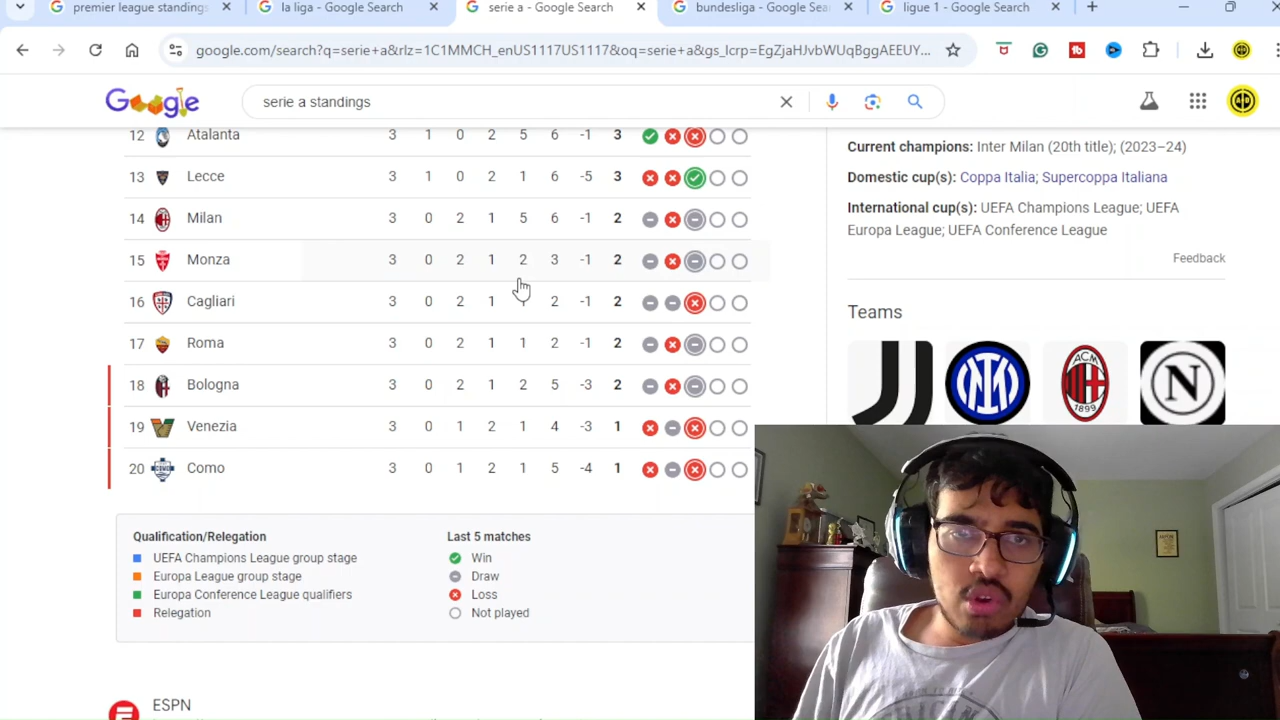 premier league standings
la liga - Google Search
serie a - Google Search
bundesliga - Google Sea
ligue 1 - Google Search
google.com/search?q=serie+a&rlz=1C1MMCH_enUS1117US1117&oq=serie+a&gs_lcrp=EgZjaHJvbWUqBggAEEUY...
Google
serie a standings
12 Atalanta 3 1 0 2 5 6 -1 3
13 Lecce 3 1 0 2 1 6 -5 3
14 Milan 3 0 2 1 5 6 -1 2
15 Monza 3 0 2 1 2 3 -1 2
16 Cagliari 3 0 2 1 1 2 -1 2
17 Roma 3 0 2 1 1 2 -1 2
18 Bologna 3 0 2 1 2 5 -3 2
19 Venezia 3 0 1 2 1 4 -3 1
20 Como 3 0 1 2 1 5 -4 1
Qualification/Relegation
UEFA Champions League group stage
Europa League group stage
Europa Conference League qualifiers
Relegation
Last 5 matches
Win
Draw
Loss
Not played
ESPN
Current champions: Inter Milan (20th title); (2023–24)
Domestic cup(s): Coppa Italia; Supercoppa Italiana
International cup(s): UEFA Champions League; UEFA
Europa League; UEFA Conference League
Feedback
Teams
ACM
1899
N